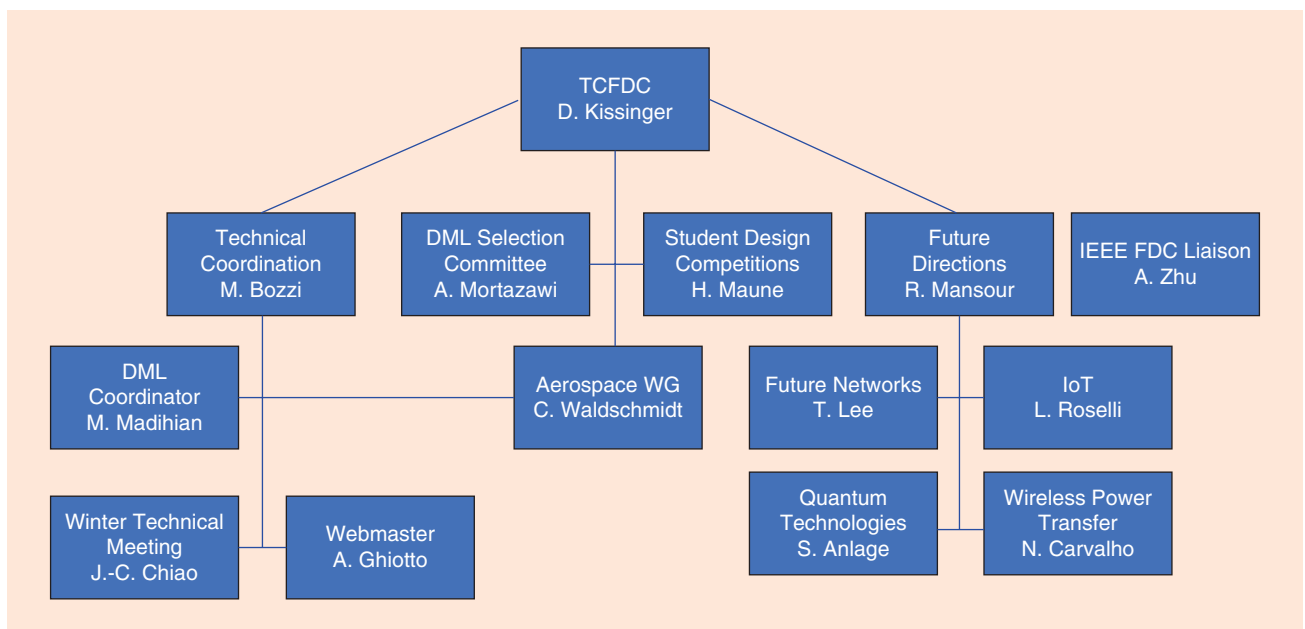 TCFDC
D. Kissinger
Technical
Coordination
M. Bozzi
DML Selection
Committee
A. Mortazawi
Student Design
Competitions
H. Maune
Future
Directions
R. Mansour
IEEE FDC Liaison
A. Zhu
DML
Coordinator
M. Madihian
Aerospace WG
C. Waldschmidt
Future Networks
T. Lee
IoT
L. Roselli
Winter Technical
Meeting
J.-C. Chiao
Webmaster
A. Ghiotto
Quantum
Technologies
S. Anlage
Wireless Power
Transfer
N. Carvalho